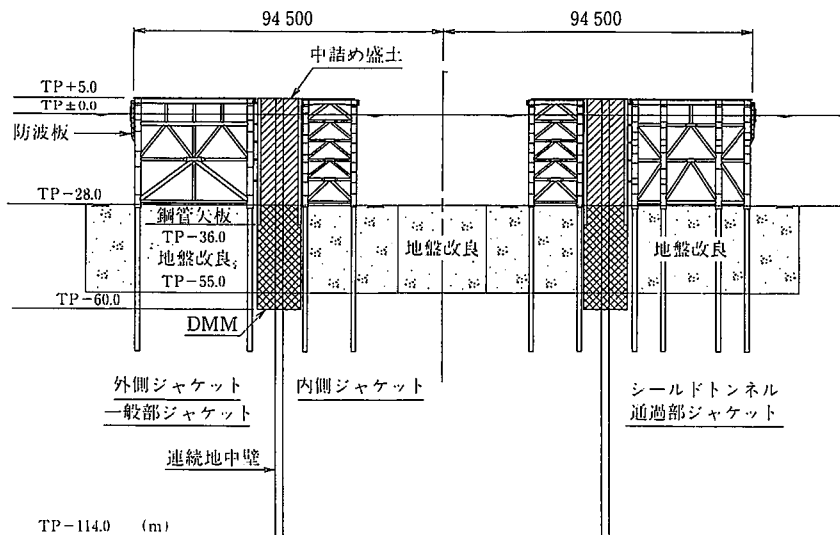 94 500
94 500
中詰め盛土
TP+5.0
TP±0.0
防波板
TP-28.0
鋼管矢板
TP-36.0
地盤改良
TP-55.0
地盤改良
地盤改良
TP-60.0
DMM
外側ジャケット
一般部ジャケット
内側ジャケット
シールドトンネル
通過部ジャケット
連続地中壁
TP-114.0 (m)